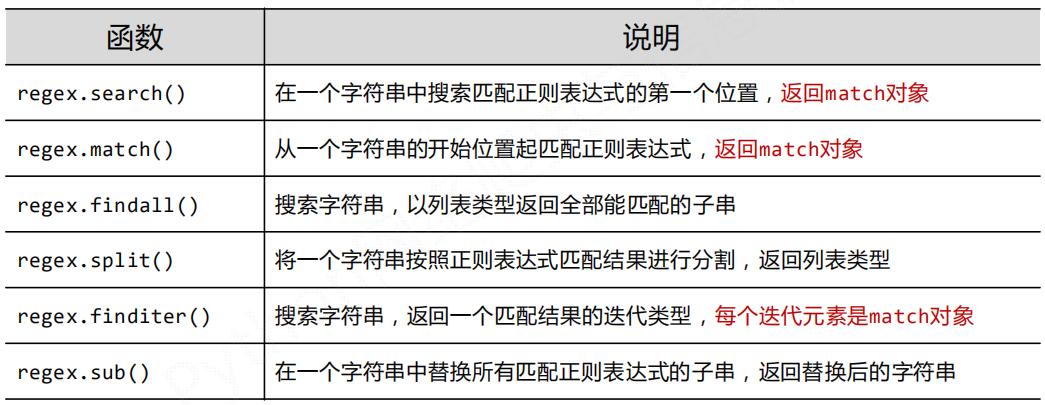 函数 说明
regex.search() 在一个字符串中搜索匹配正则表达式的第一个位置，返回match对象
regex.match() 从一个字符串的开始位置起匹配正则表达式，返回match对象
regex.findall() 搜索字符串，以列表类型返回全部能匹配的子串
regex.split() 将一个字符串按照正则表达式匹配结果进行分割，返回列表类型
regex.finditer() 搜索字符串，返回一个匹配结果的迭代类型，每个迭代元素是match对象
regex.sub() 在一个字符串中替换所有匹配正则表达式的子串，返回替换后的字符串